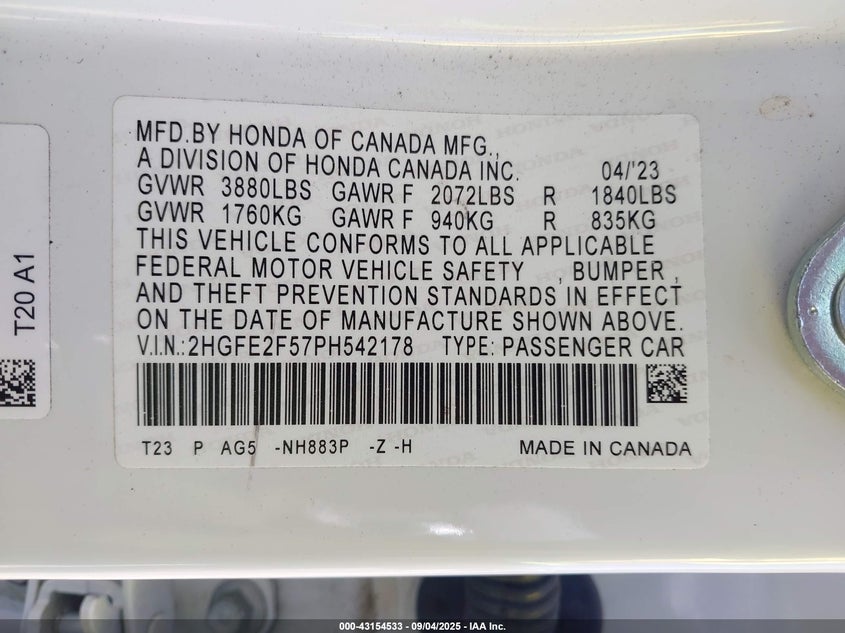 MFD.BY HONDA OF CANADA MFG.,
A DIVISION OF HONDA CANADA INC. 04/'23
GVWR 3880LBS GAWR F 2072LBS R 1840LBS
GVWR 1760KG GAWR F 940KG R 835KG
THIS VEHICLE CONFORMS TO ALL APPLICABLE
FEDERAL MOTOR VEHICLE SAFETY , BUMPER ,
AND THEFT PREVENTION STANDARDS IN EFFECT
ON THE DATE OF MANUFACTURE SHOWN ABOVE.
V.I.N.:2HGFE2F57PH542178 TYPE: PASSENGER CAR
T23 P AG5 -NH883P -Z -H MADE IN CANADA
T20 A1
000-43154533 - 09/04/2025 - IAA Inc.